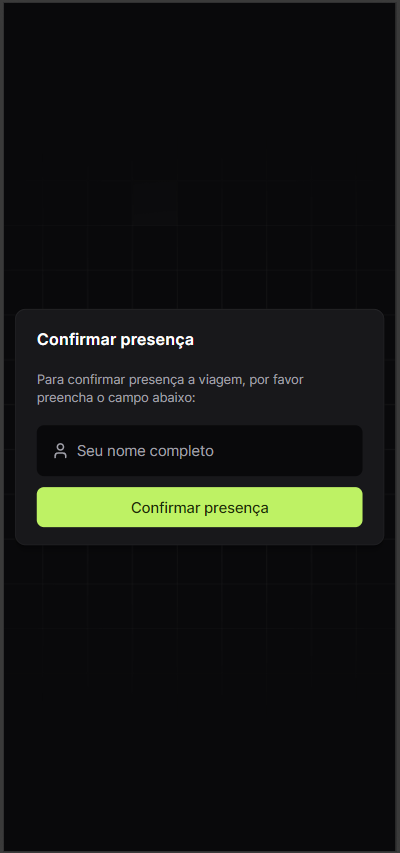 Confirmar presença
Para confirmar presença a viagem, por favor
preencha o campo abaixo:
Seu nome completo
Confirmar presença